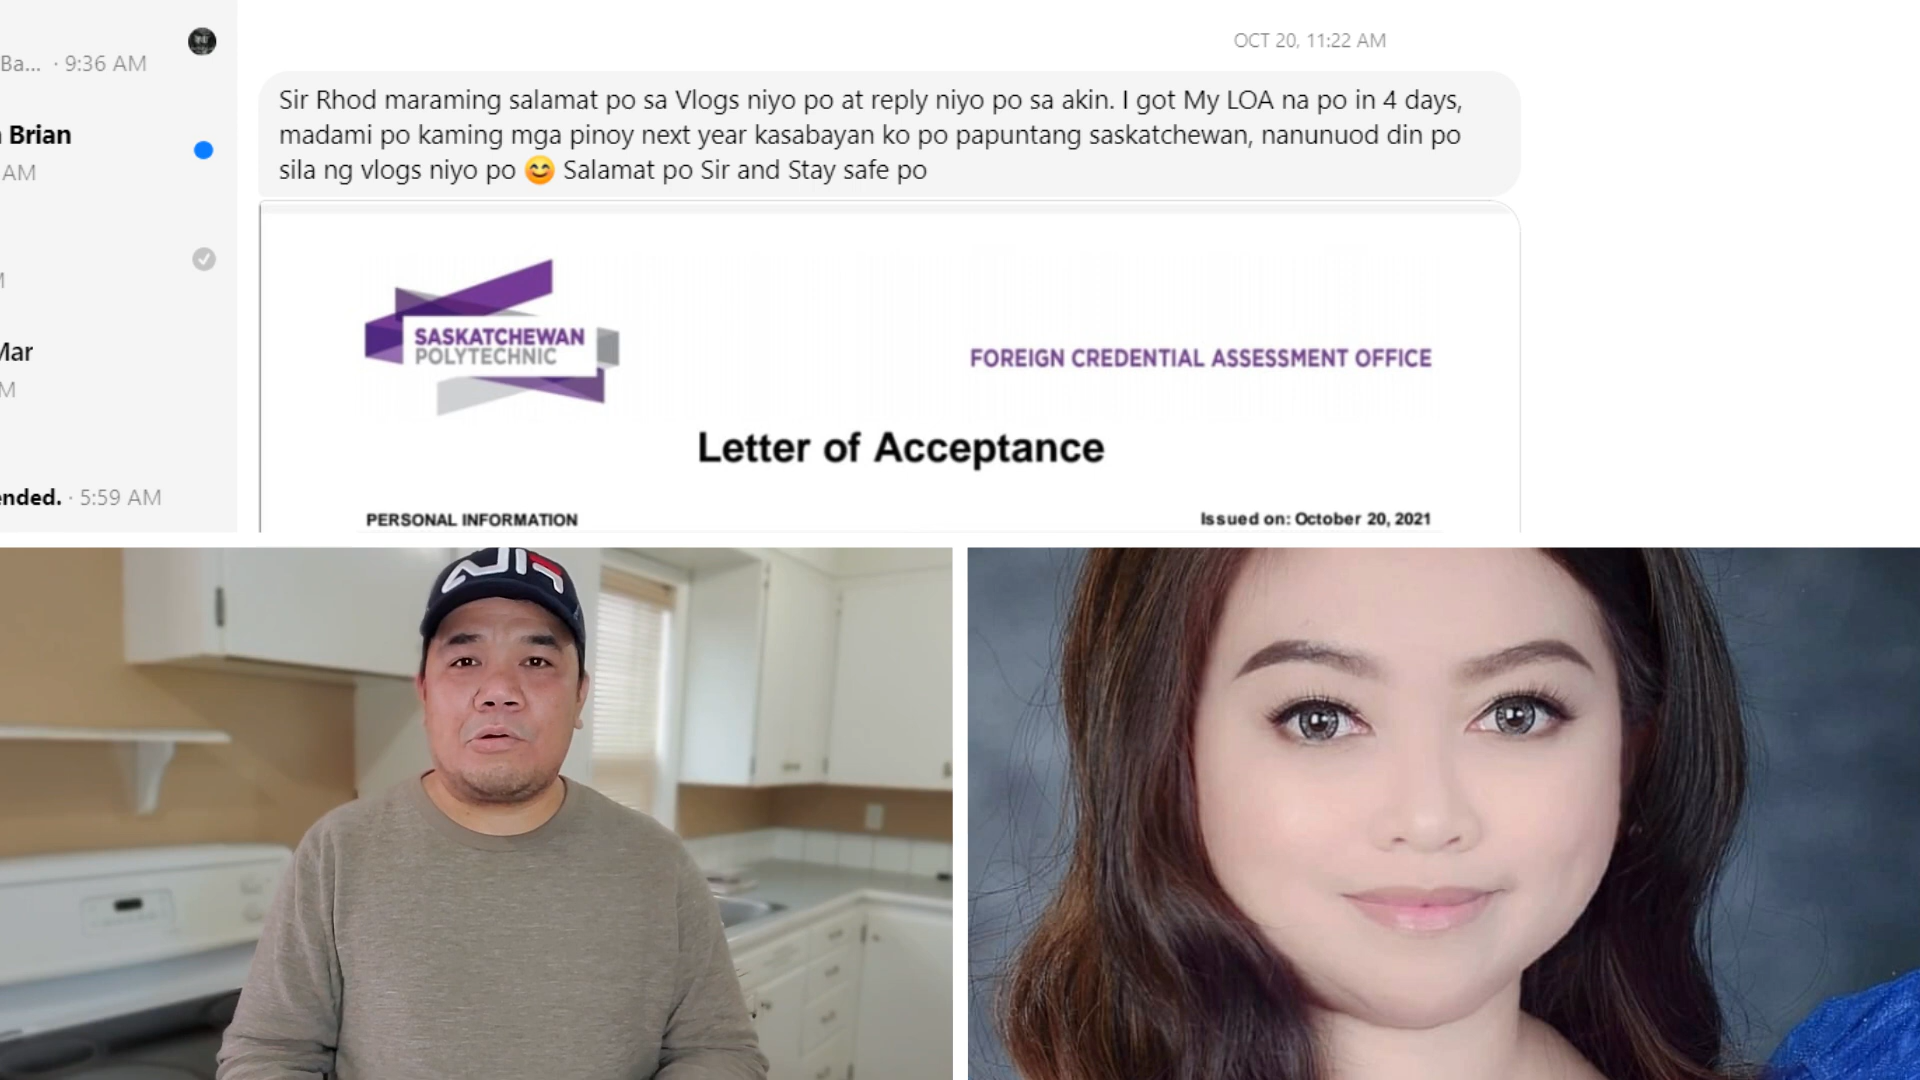 OCT 20, 11:22 AM
Ba... · 9:36 AM
Sir Rhod maraming salamat po sa Vlogs niyo po at reply niyo po sa akin. I got My LOA na po in 4 days,
madami po kaming mga pinoy next year kasabayan ko po papuntang saskatchewan, nanunuod din po
sila ng vlogs niyo po 😊 Salamat po Sir and Stay safe po
Brian
AM
SASKATCHEWAN
POLYTECHNIC
FOREIGN CREDENTIAL ASSESSMENT OFFICE
Mar
Letter of Acceptance
ended. · 5:59 AM
PERSONAL INFORMATION
Issued on: October 20, 2021